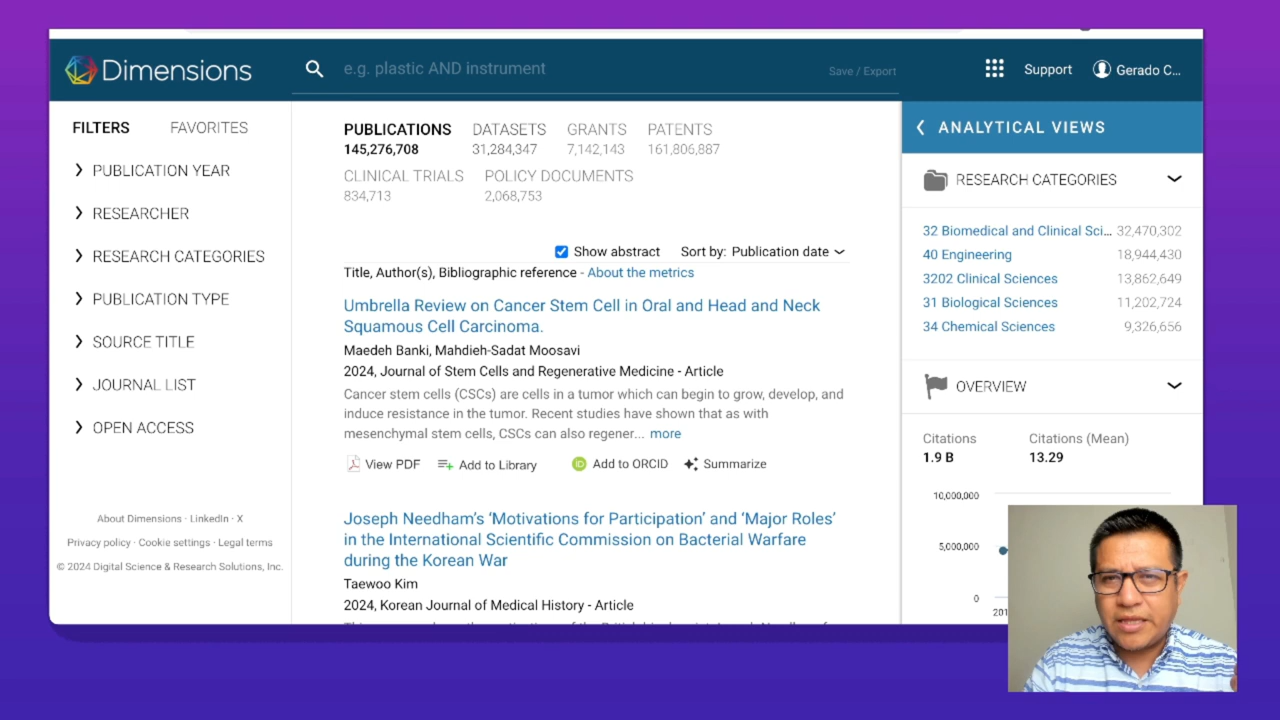 Dimensions
e.g. plastic AND instrument
Save / Export
Support
Gerado C...
FILTERS
FAVORITES
PUBLICATION YEAR
RESEARCHER
RESEARCH CATEGORIES
PUBLICATION TYPE
SOURCE TITLE
JOURNAL LIST
OPEN ACCESS
About Dimensions · LinkedIn · X
Privacy policy · Cookie settings · Legal terms
© 2024 Digital Science & Research Solutions, Inc.
PUBLICATIONS DATASETS GRANTS PATENTS
145,276,708 31,284,347 7,142,143 161,806,887
CLINICAL TRIALS POLICY DOCUMENTS
834,713 2,068,753
Show abstract Sort by: Publication date
Title, Author(s), Bibliographic reference - About the metrics
Umbrella Review on Cancer Stem Cell in Oral and Head and Neck
Squamous Cell Carcinoma.
Maedeh Banki, Mahdieh-Sadat Moosavi
2024, Journal of Stem Cells and Regenerative Medicine - Article
Cancer stem cells (CSCs) are cells in a tumor which can begin to grow, develop, and
induce resistance in the tumor. Recent studies have shown that as with
mesenchymal stem cells, CSCs can also regener... more
View PDF Add to Library iD Add to ORCID Summarize
Joseph Needham's 'Motivations for Participation' and 'Major Roles'
in the International Scientific Commission on Bacterial Warfare
during the Korean War
Taewoo Kim
2024, Korean Journal of Medical History - Article
ANALYTICAL VIEWS
RESEARCH CATEGORIES
32 Biomedical and Clinical Sci... 32,470,302
40 Engineering 18,944,430
3202 Clinical Sciences 13,862,649
31 Biological Sciences 11,202,724
34 Chemical Sciences 9,326,656
OVERVIEW
Citations Citations (Mean)
1.9 B 13.29
10,000,000
5,000,000
0